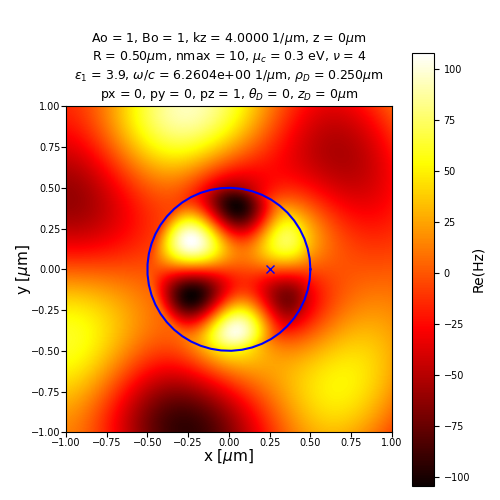 Ao = 1, Bo = 1, kz = 4.0000 1/μm, z = 0μm
R = 0.50μm, nmax = 10, μ_c = 0.3 eV, ν = 4
ε₁ = 3.9, ω/c = 6.2604e+00 1/μm, ρ_D = 0.250μm
px = 0, py = 0, pz = 1, θ_D = 0, z_D = 0μm
1.00
0.75
0.50
0.25
0.00
−0.25
−0.50
−0.75
−1.00
y [μm]
−1.00 −0.75 −0.50 −0.25 0.00 0.25 0.50 0.75 1.00
x [μm]
100
75
50
25
0
−25
−50
−75
−100
Re(Hz)